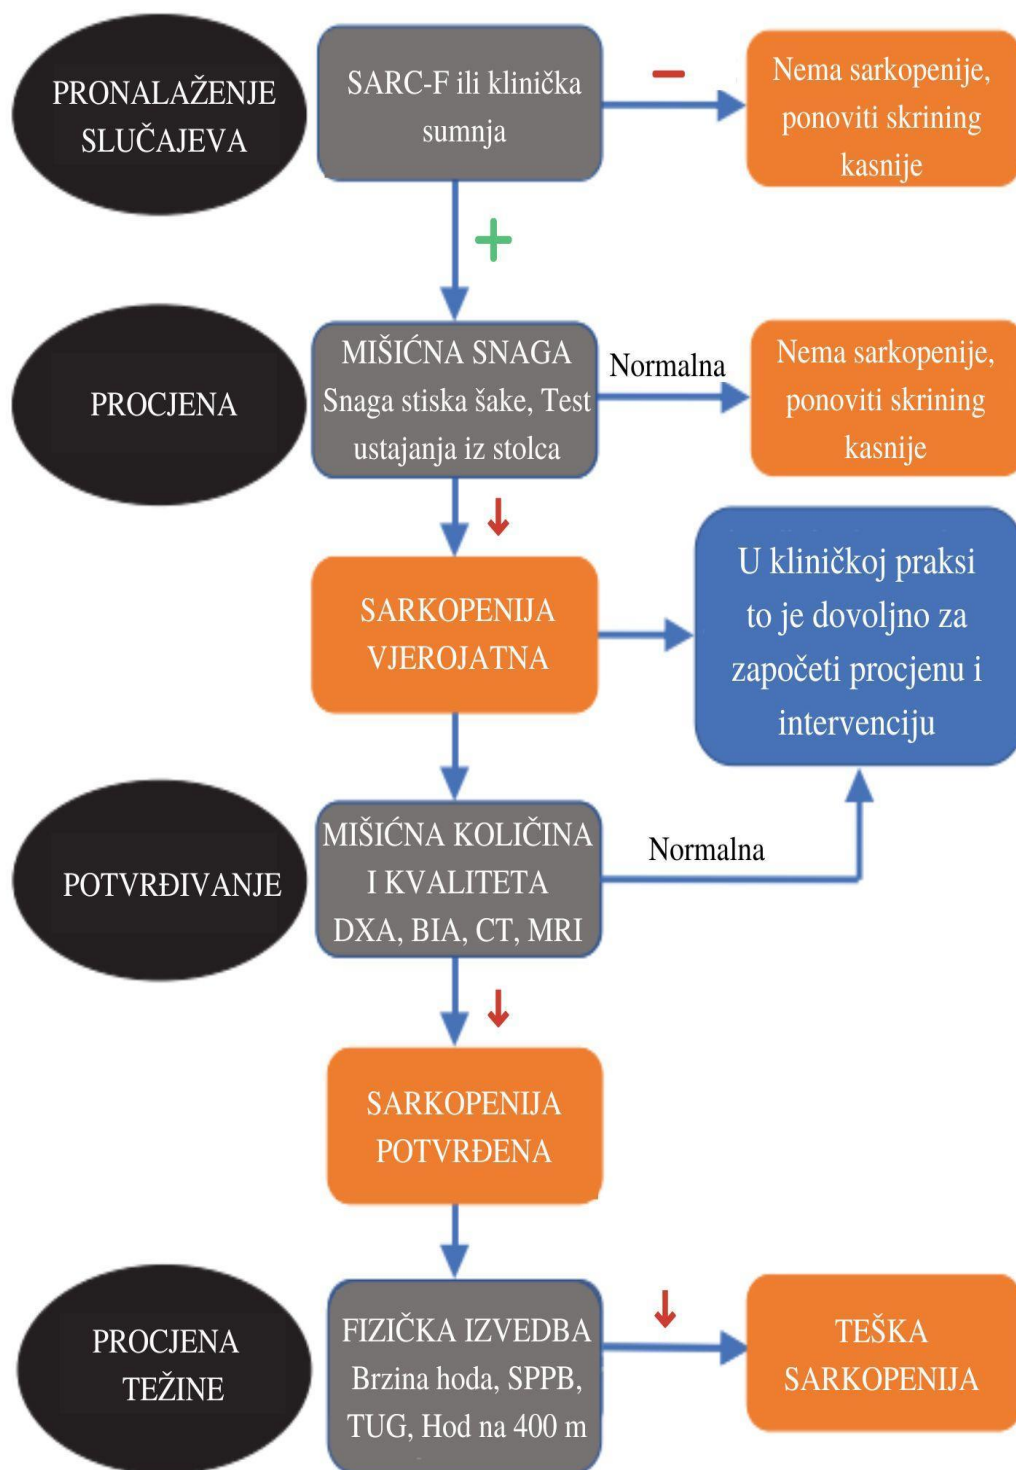 PRONALAŽENJE
SLUČAJEVA
SARC-F ili klinička
sumnja
Nema sarkopenije,
ponoviti skrining
kasnije
PROCJENA
MIŠIĆNA SNAGA
Snaga stiska šake, Test
ustajanja iz stolca
Normalna
Nema sarkopenije,
ponoviti skrining
kasnije
SARKOPENIJA
VJEROJATNA
U kliničkoj praksi
to je dovoljno za
započeti procjenu i
intervenciju
POTVRĐIVANJE
MIŠIĆNA KOLIČINA
I KVALITETA
DXA, BIA, CT, MRI
Normalna
SARKOPENIJA
POTVRĐENA
PROCJENA
TEŽINE
FIZIČKA IZVEDBA
Brzina hoda, SPPB,
TUG, Hod na 400 m
TEŠKA
SARKOPENIJA